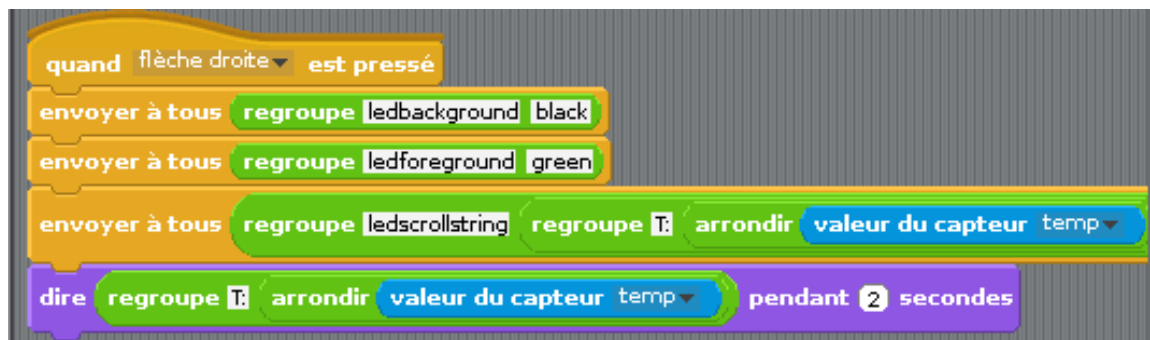 quand flèche droite est pressé
envoyer à tous regroupe ledbackground black
envoyer à tous regroupe ledforeground green
envoyer à tous regroupe ledscrollstring regroupe T: arrondir valeur du capteur temp
dire regroupe T: arrondir valeur du capteur temp pendant 2 secondes